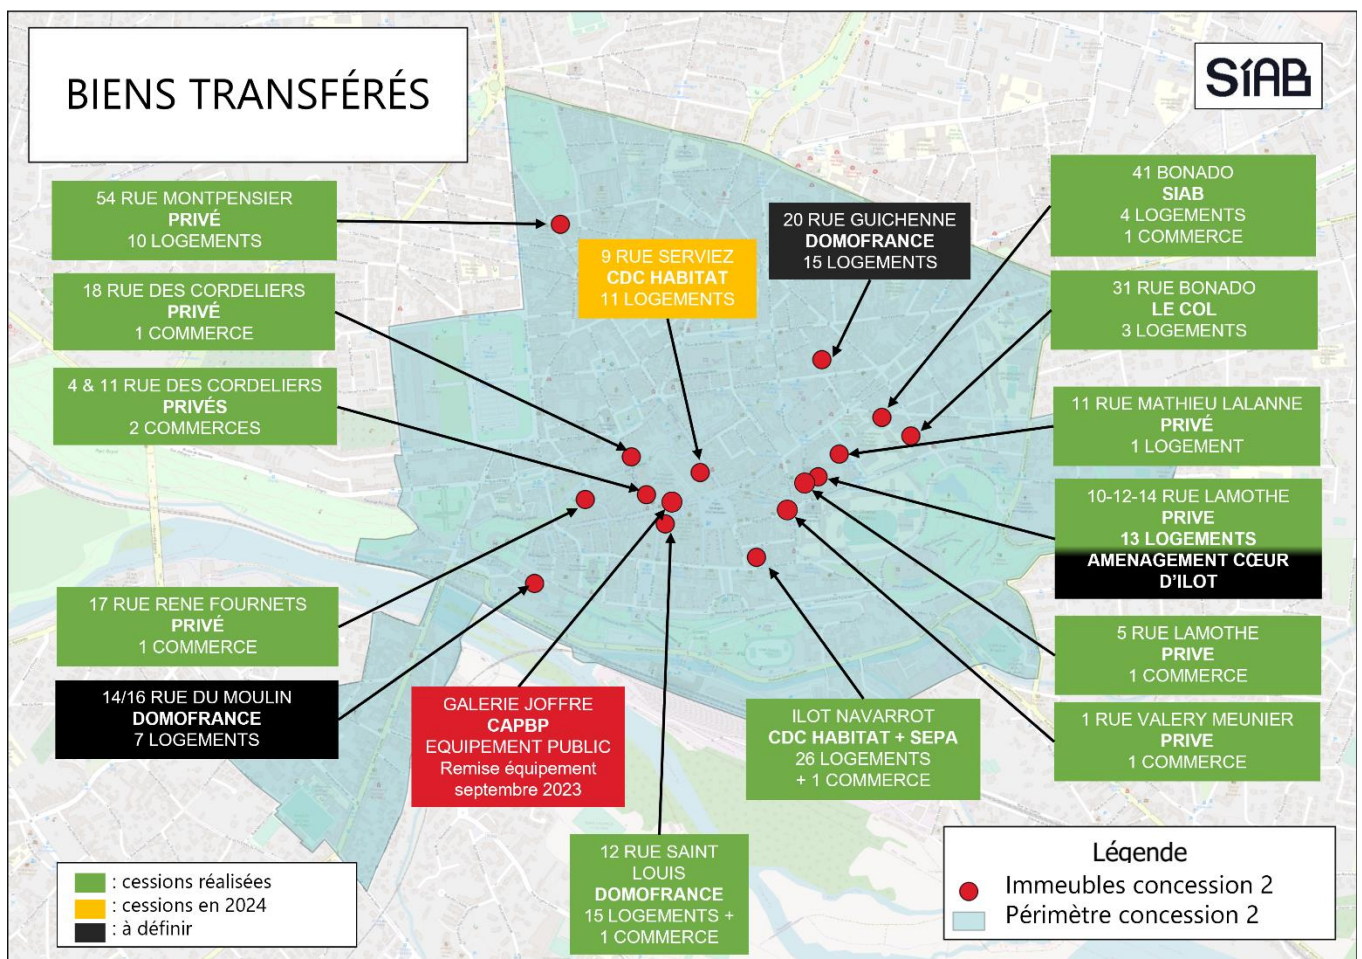 BIENS TRANSFÉRÉS
SIAB
54 RUE MONTPENSIER
PRIVÉ
10 LOGEMENTS
18 RUE DES CORDELIERS
PRIVÉ
1 COMMERCE
4 & 11 RUE DES CORDELIERS
PRIVÉS
2 COMMERCES
17 RUE RENE FOURNETS
PRIVÉ
1 COMMERCE
14/16 RUE DU MOULIN
DOMOFRANCE
7 LOGEMENTS
9 RUE SERVIEZ
CDC HABITAT
11 LOGEMENTS
20 RUE GUICHENNE
DOMOFRANCE
15 LOGEMENTS
41 BONADO
SIAB
4 LOGEMENTS
1 COMMERCE
31 RUE BONADO
LE COL
3 LOGEMENTS
11 RUE MATHIEU LALANNE
PRIVÉ
1 LOGEMENT
10-12-14 RUE LAMOTHE
PRIVE
13 LOGEMENTS
AMENAGEMENT CŒUR
D'ILOT
5 RUE LAMOTHE
PRIVE
1 COMMERCE
1 RUE VALERY MEUNIER
PRIVE
1 COMMERCE
GALERIE JOFFRE
CAPBP
EQUIPEMENT PUBLIC
Remise équipement
septembre 2023
12 RUE SAINT
LOUIS
DOMOFRANCE
15 LOGEMENTS +
1 COMMERCE
ILOT NAVARROT
CDC HABITAT + SEPA
26 LOGEMENTS
+ 1 COMMERCE
: cessions réalisées
: cessions en 2024
: à définir
Légende
Immeubles concession 2
Périmètre concession 2